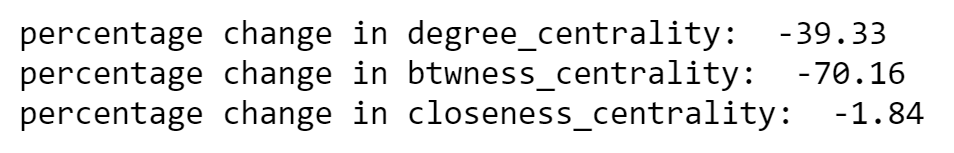 percentage change in degree_centrality:  -39.33
percentage change in btwness_centrality:  -70.16
percentage change in closeness_centrality:  -1.84